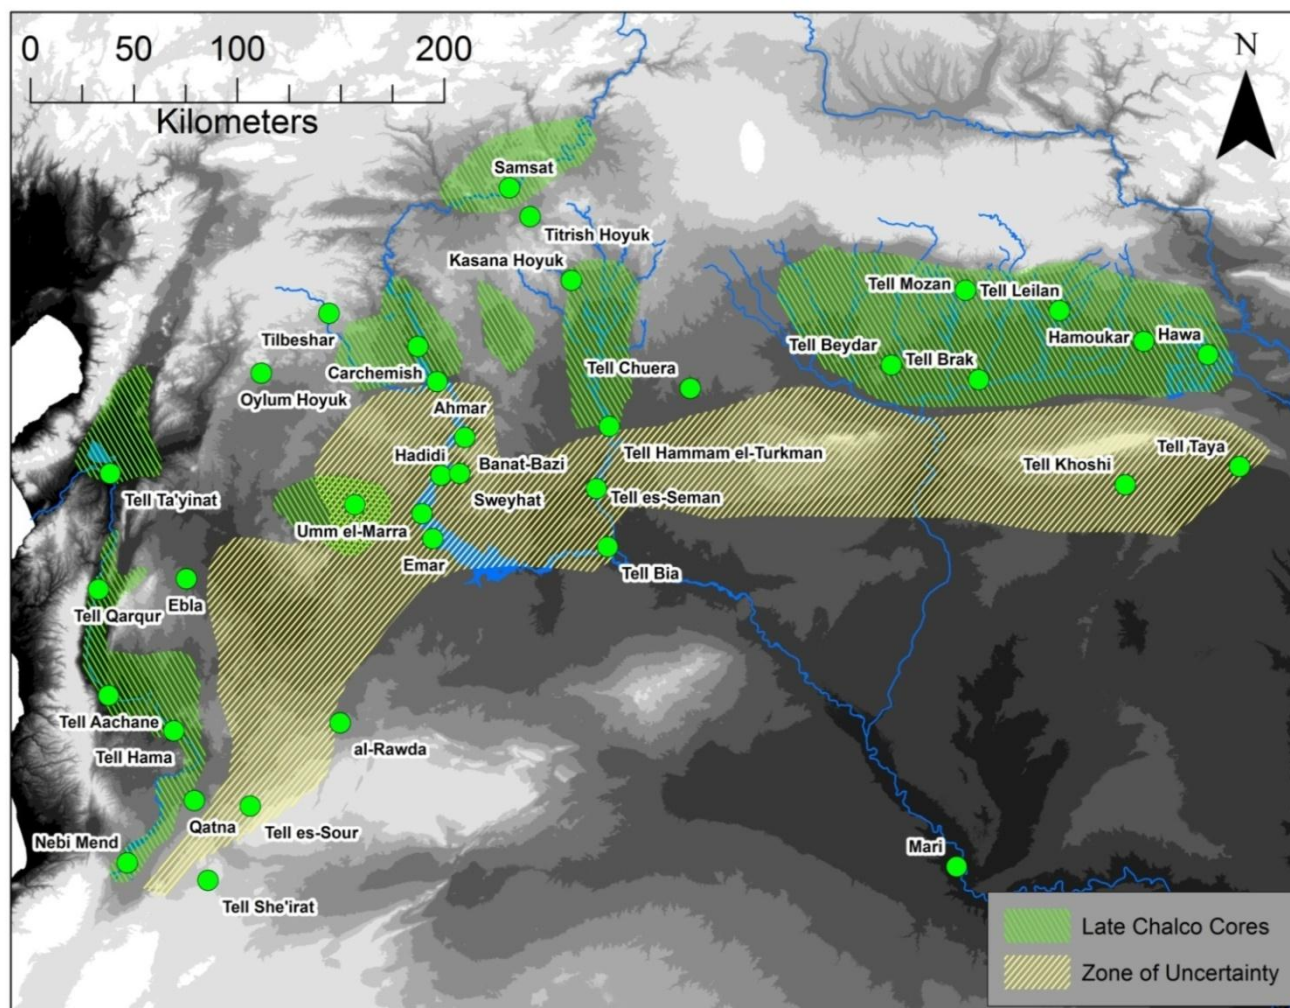 0 50 100 200
Kilometers
N
Samsat
Titrish Hoyuk
Kasana Hoyuk
Tell Mozan
Tell Leilan
Tilbeshar
Hamoukar
Hawa
Tell Beydar
Tell Brak
Carchemish
Tell Chuera
Oylum Hoyuk
Ahmar
Hadidi
Banat-Bazi
Tell Hammam el-Turkman
Tell Taya
Tell Khoshi
Tell Ta'yinat
Sweyhat
Tell es-Seman
Umm el-Marra
Emar
Tell Bia
Ebla
Tell Qarqur
Tell Aachane
al-Rawda
Tell Hama
Qatna
Tell es-Sour
Nebi Mend
Mari
Tell She'irat
Late Chalco Cores
Zone of Uncertainty